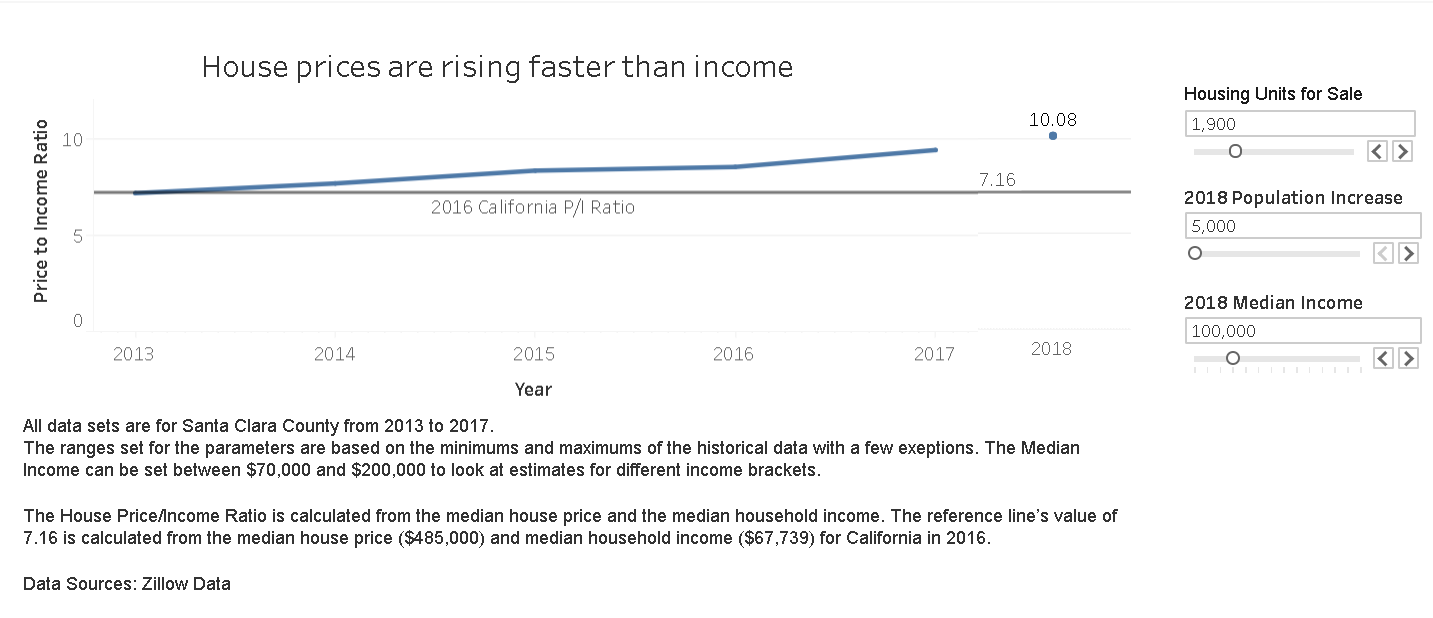 House prices are rising faster than income
Price to Income Ratio
10
5
0
10.08
7.16
2016 California P/I Ratio
2013
2014
2015
2016
2017
2018
Year
Housing Units for Sale
1,900
2018 Population Increase
5,000
2018 Median Income
100,000
All data sets are for Santa Clara County from 2013 to 2017.
The ranges set for the parameters are based on the minimums and maximums of the historical data with a few exeptions. The Median
Income can be set between $70,000 and $200,000 to look at estimates for different income brackets.
The House Price/Income Ratio is calculated from the median house price and the median household income. The reference line's value of
7.16 is calculated from the median house price ($485,000) and median household income ($67,739) for California in 2016.
Data Sources: Zillow Data